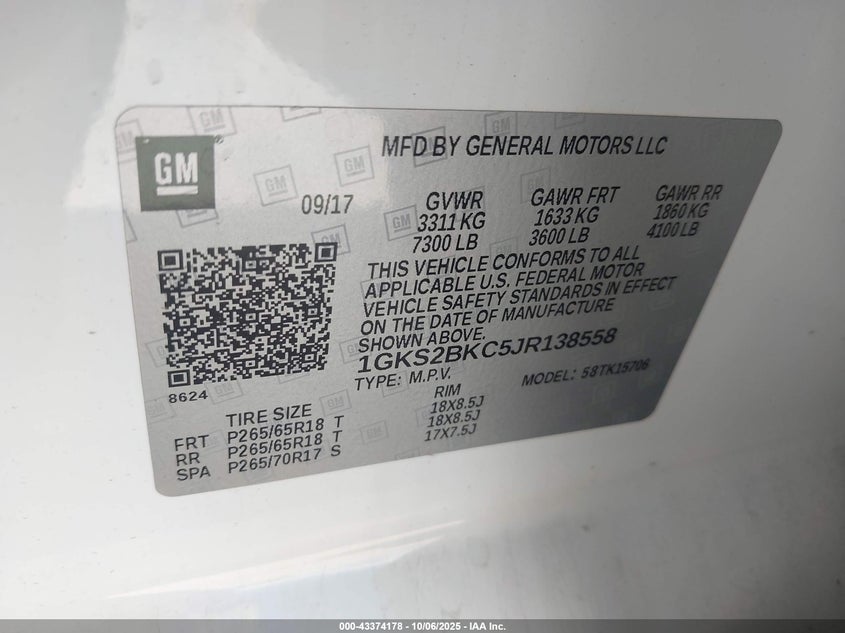 GM
MFD BY GENERAL MOTORS LLC
09/17
GVWR GAWR FRT GAWR RR
3311 KG 1633 KG 1860 KG
7300 LB 3600 LB 4100 LB
THIS VEHICLE CONFORMS TO ALL
APPLICABLE U.S. FEDERAL MOTOR
VEHICLE SAFETY STANDARDS IN EFFECT
ON THE DATE OF MANUFACTURE
SHOWN ABOVE.
1GKS2BKC5JR138558
TYPE: M.P.V. MODEL: 58TK15706
8624
TIRE SIZE RIM
FRT P265/65R18 T 18X8.5J
RR P265/65R18 T 18X8.5J
SPA P265/70R17 S 17X7.5J
000-43374178 - 10/06/2025 - IAA Inc.